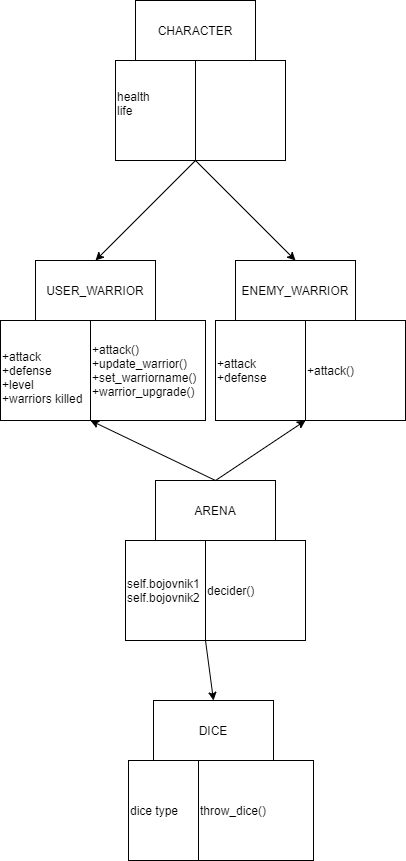 CHARACTER
health
life
USER_WARRIOR
+attack
+defense
+level
+warriors killed
+attack()
+update_warrior()
+set_warriorname()
+warrior_upgrade()
ENEMY_WARRIOR
+attack
+defense
+attack()
ARENA
self.bojovnik1
self.bojovnik2
decider()
DICE
dice type
throw_dice()